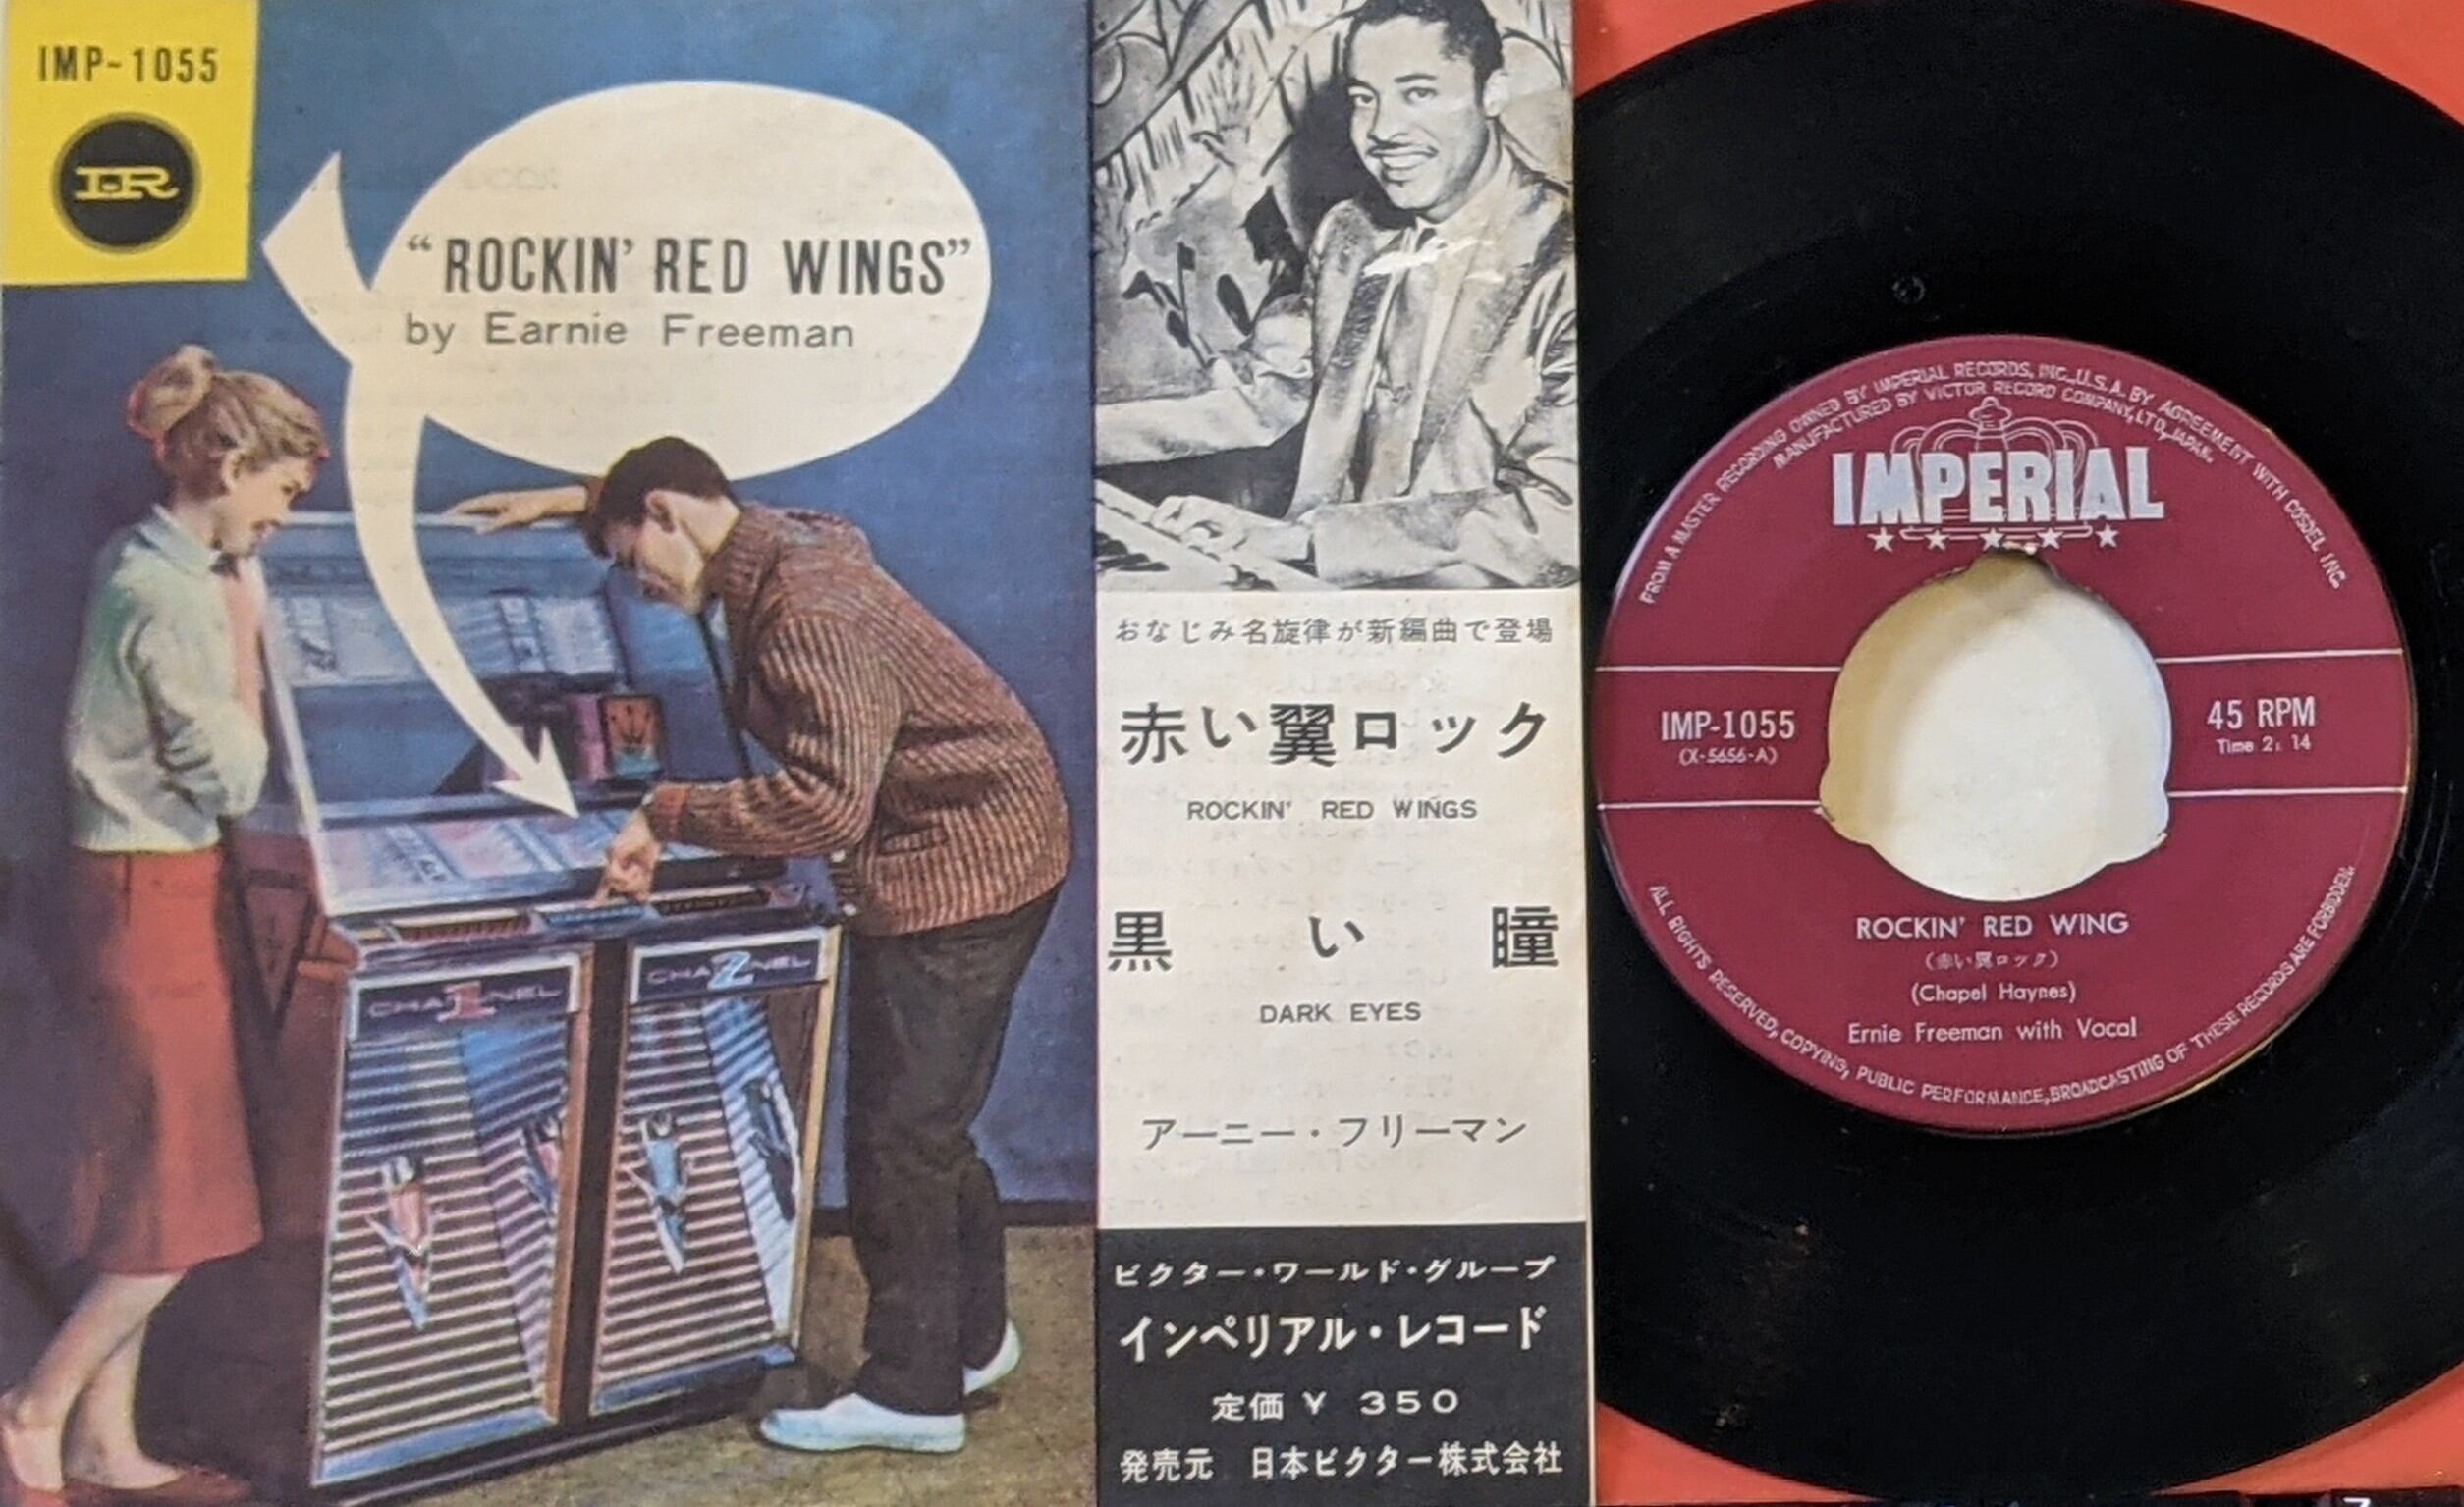 IMP-1055
IR
“ROCKIN’ RED WINGS”
by Earnie Freeman
CHA1NNEL
CHA2NNEL
おなじみ名旋律が新編曲で登場
赤い翼ロック
ROCKIN’ RED WINGS
黒い瞳
DARK EYES
アーニー・フリーマン
ビクター・ワールド・グループ
インペリアル・レコード
定価 ¥ 350
発売元 日本ビクター株式会社
FROM A MASTER RECORDING OWNED BY IMPERIAL RECORDS, INC., U.S.A. BY AGREEMENT WITH COSDEL INC.
MANUFACTURED BY VICTOR RECORD COMPANY, LTD., JAPAN.
IMPERIAL
IMP-1055
(X-5656-A)
45 RPM
Time 2: 14
ROCKIN’ RED WING
(赤い翼ロック)
(Chapel Haynes)
Ernie Freeman with Vocal
ALL RIGHTS RESERVED, COPYING, PUBLIC PERFORMANCE, BROADCASTING OF THESE RECORDS ARE FORBIDDEN.